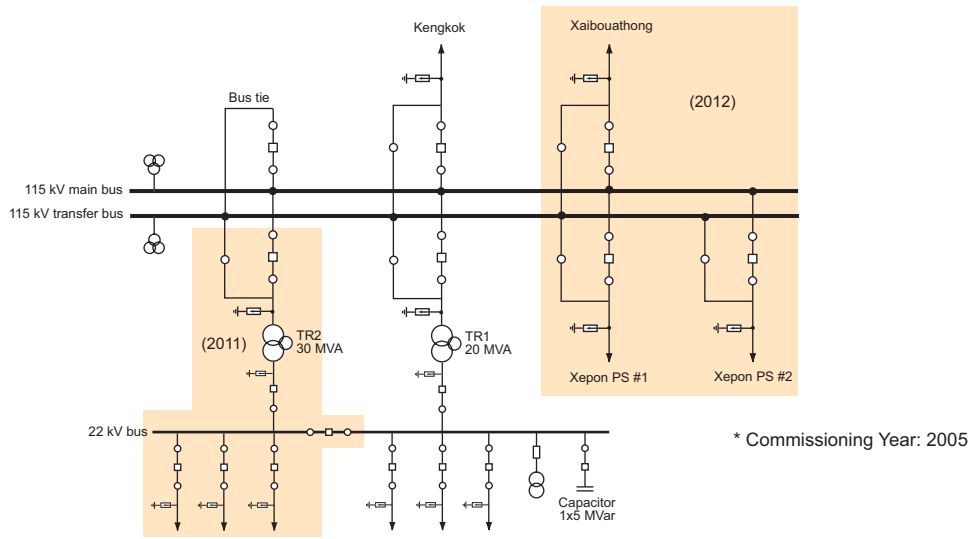 Kengkok
Xaibouathong
Bus tie
(2012)
115 kV main bus
115 kV transfer bus
(2011)
TR2
30 MVA
TR1
20 MVA
Xepon PS #1
Xepon PS #2
22 kV bus
* Commissioning Year: 2005
Capacitor
1x5 MVar